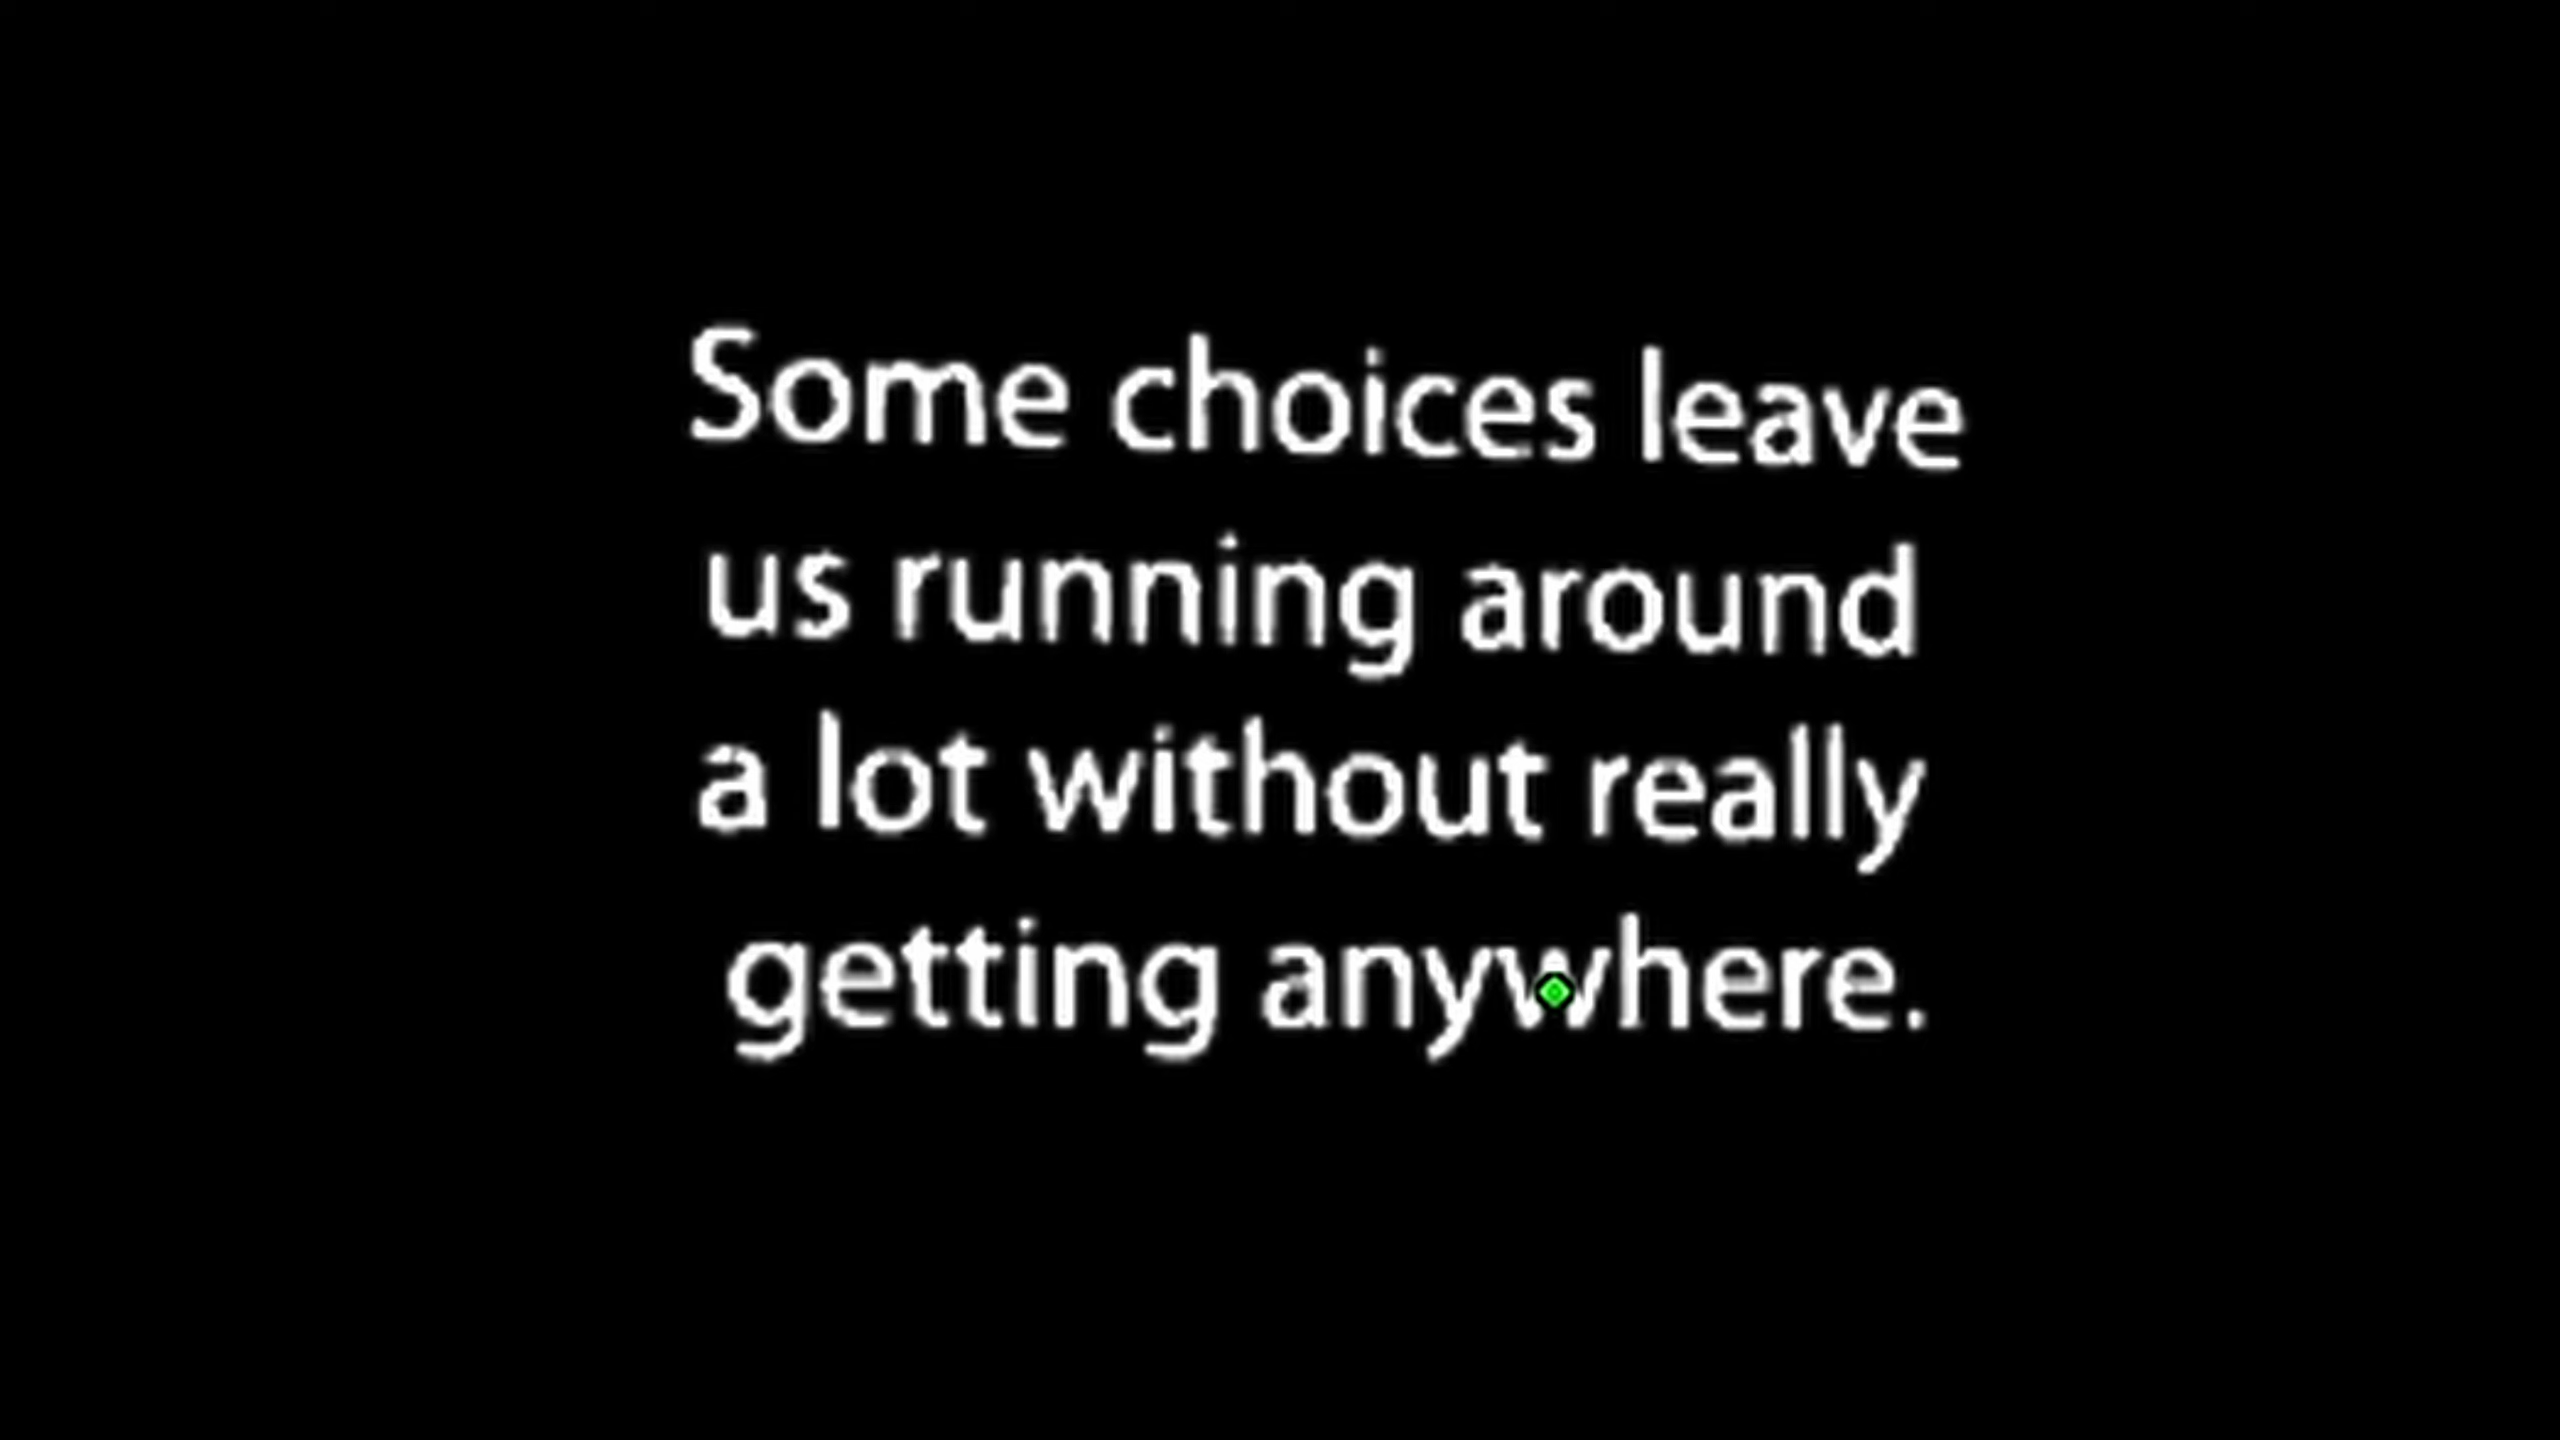 Some choices leave
us running around
a lot without really
getting anywhere.